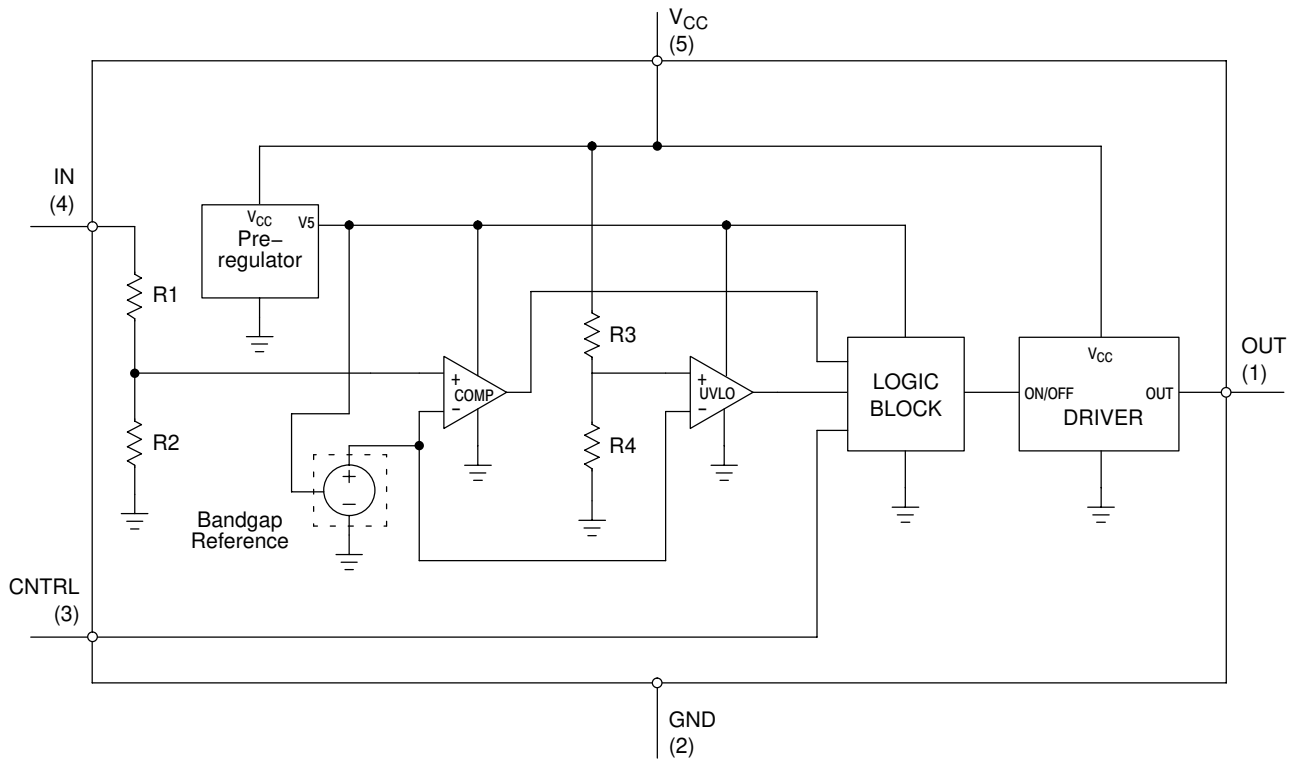 VCC
(5)
IN
(4)
VCC
V5
Pre–
regulator
R1
R3
+
COMP
–
+
UVLO
–
LOGIC
BLOCK
VCC
ON/OFF
OUT
DRIVER
OUT
(1)
R2
R4
+
–
Bandgap
Reference
CNTRL
(3)
GND
(2)